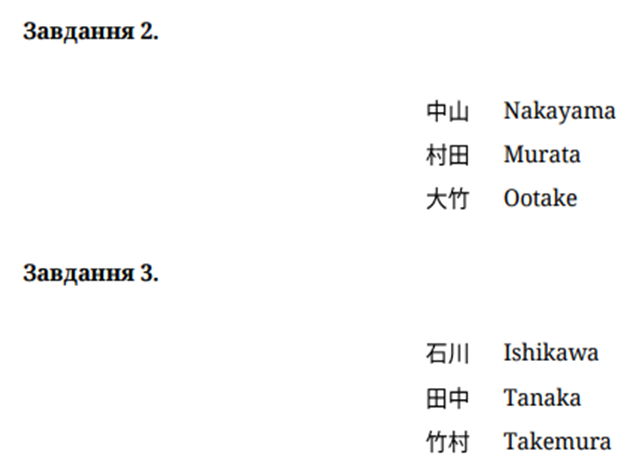 Завдання 2.
中山 Nakayama
村田 Murata
大竹 Ootake
Завдання 3.
石川 Ishikawa
田中 Tanaka
竹村 Takemura